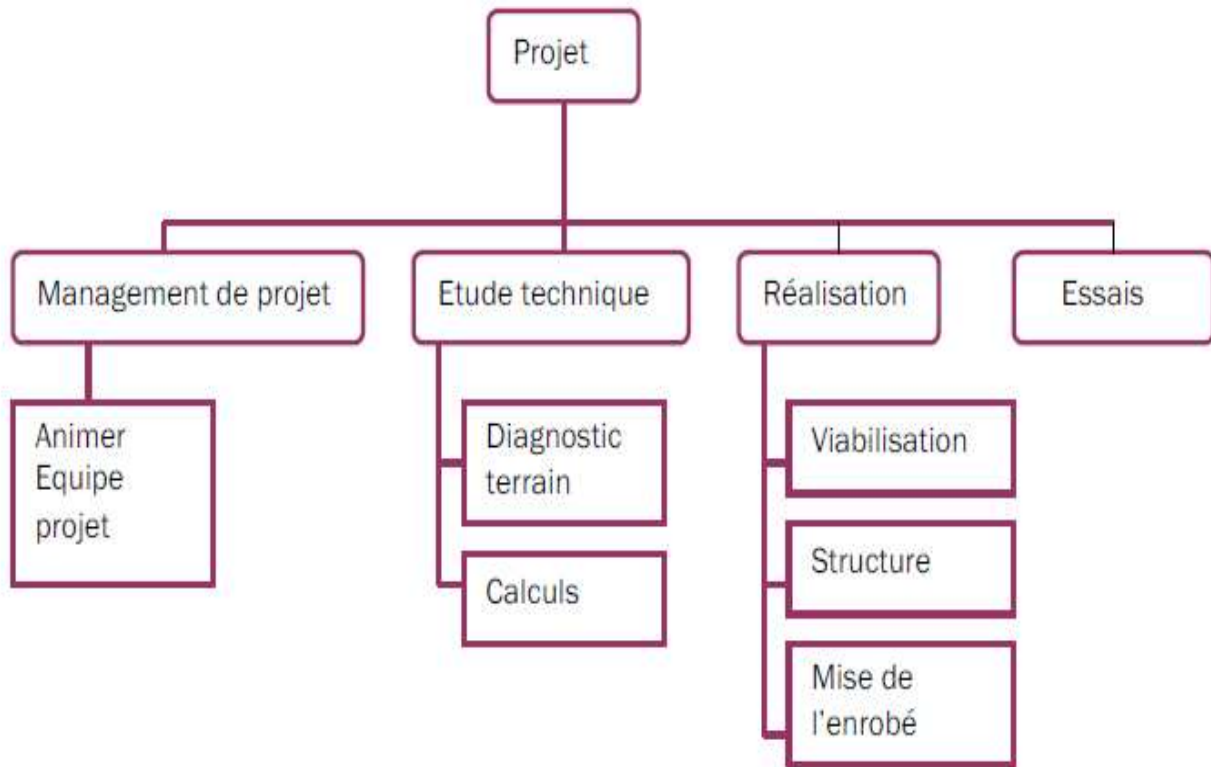 Projet
Management de projet
Etude technique
Réalisation
Essais
Animer
Equipe
projet
Diagnostic
terrain
Calculs
Viabilisation
Structure
Mise de
l'enrobé